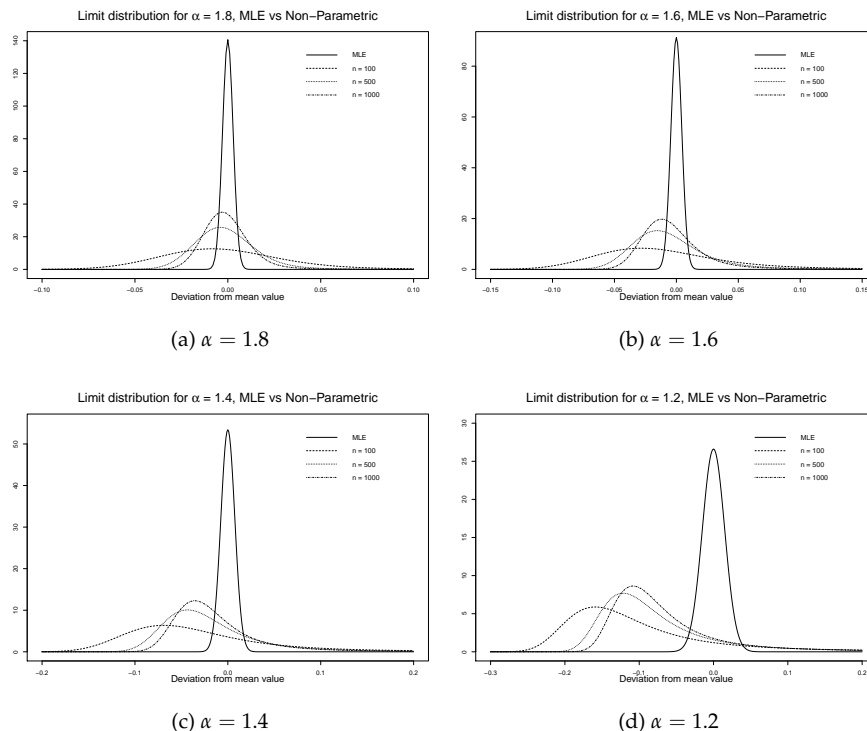 Limit distribution for α = 1.8, MLE vs Non−Parametric
MLE
n = 100
n = 500
n = 1000
0 20 40 60 80 100 120 140
−0.10 −0.05 0.00 0.05 0.10
Deviation from mean value
(a) α = 1.8
Limit distribution for α = 1.6, MLE vs Non−Parametric
MLE
n = 100
n = 500
n = 1000
0 20 40 60 80
−0.15 −0.10 −0.05 0.00 0.05 0.10 0.15
Deviation from mean value
(b) α = 1.6
Limit distribution for α = 1.4, MLE vs Non−Parametric
MLE
n = 100
n = 500
n = 1000
0 10 20 30 40 50
−0.2 −0.1 0.0 0.1 0.2
Deviation from mean value
(c) α = 1.4
Limit distribution for α = 1.2, MLE vs Non−Parametric
MLE
n = 100
n = 500
n = 1000
0 5 10 15 20 25 30
−0.3 −0.2 −0.1 0.0 0.1 0.2
Deviation from mean value
(d) α = 1.2